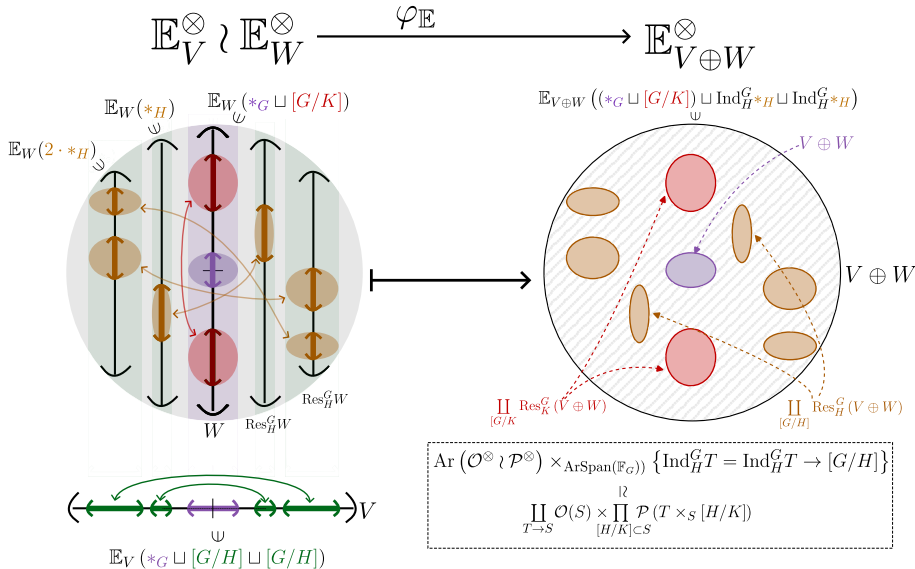 𝔼_V^⊗ ≀ 𝔼_W^⊗ φ_𝔼 𝔼_{V⊕W}^⊗
𝔼_W(*_H) 𝔼_W(*_G ⊔ [G/K]) 𝔼_{V⊕W}((*_G ⊔ [G/K]) ⊔ Ind_H^G *_H ⊔ Ind_H^G *_H)
∈ ∈ ∈
𝔼_W(2 · *_H) V ⊕ W
∈
V ⊕ W
Res_H^G W
W Res_H^G W ∐_{[G/K} Res_K^G (V ⊕ W) ∐_{[G/H]} Res_H^G (V ⊕ W)
Ar (𝒪^⊗ ≀ 𝒫^⊗) ×_{ArSpan(𝔽_G))} {Ind_H^G T = Ind_H^G T → [G/H]}
≀≀
∐_{T→S} 𝒪(S) × ∏_{[H/K]⊂S} 𝒫 (T ×_S [H/K])
( ) V
∈
𝔼_V (*_G ⊔ [G/H] ⊔ [G/H])